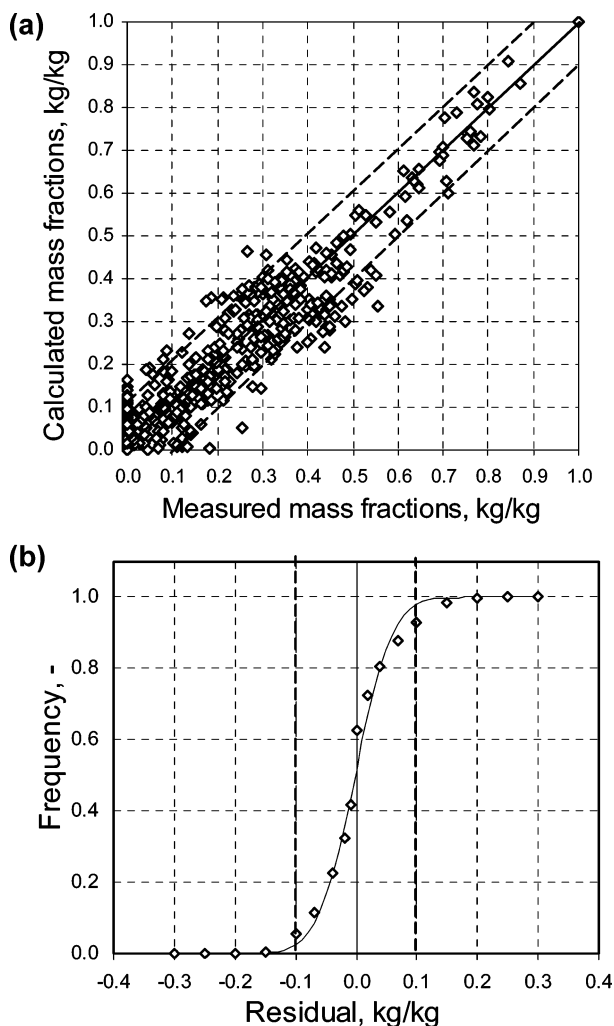 (a)
Calculated mass fractions, kg/kg
1.0
0.9
0.8
0.7
0.6
0.5
0.4
0.3
0.2
0.1
0.0
0.0 0.1 0.2 0.3 0.4 0.5 0.6 0.7 0.8 0.9 1.0
Measured mass fractions, kg/kg
(b)
Frequency, -
1.0
0.8
0.6
0.4
0.2
0.0
-0.4 -0.3 -0.2 -0.1 0.0 0.1 0.2 0.3 0.4
Residual, kg/kg